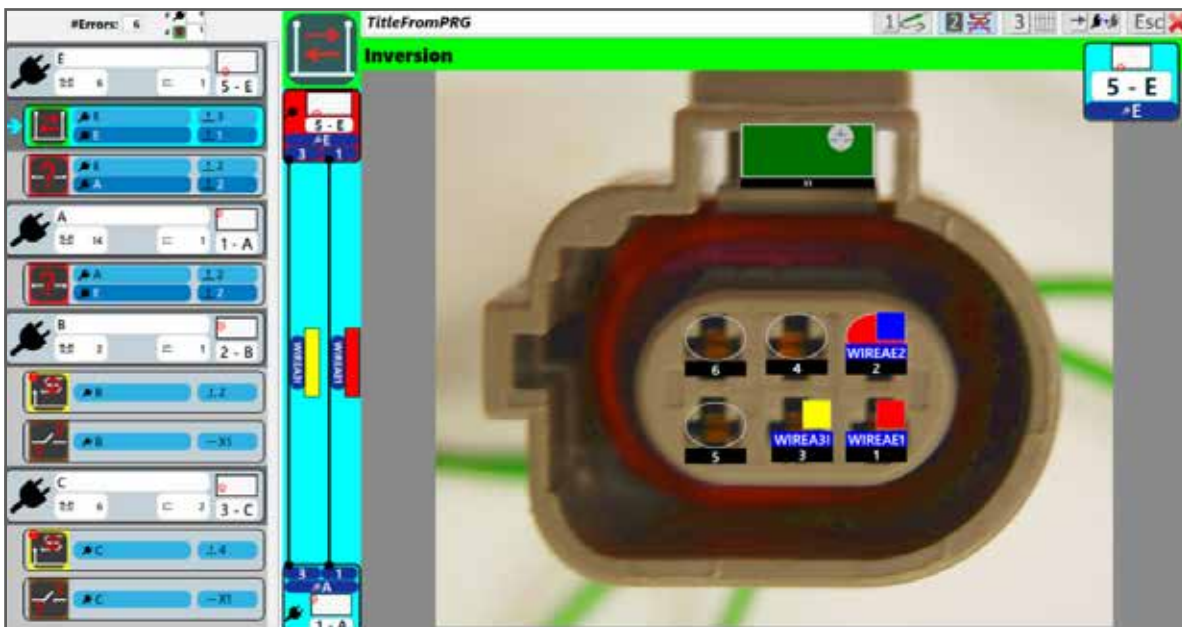 #Errors: 6
TitleFromPRG
1 2 3 Esc
Inversion
E
6 1 5 - E
E 3
E 1
E 2
A 2
A
14 1 1 - A
A 2
E 2
B
2 1 2 - B
B 2
B X1
C
6 2 3 - C
C 4
C X1
5 - E
E
3 1
WIREA3I
WIREAE1
3 1
A
1 - A
5 - E
E
X1
6 4 WIREAE2
2
5 WIREA3I WIREAE1
3 1